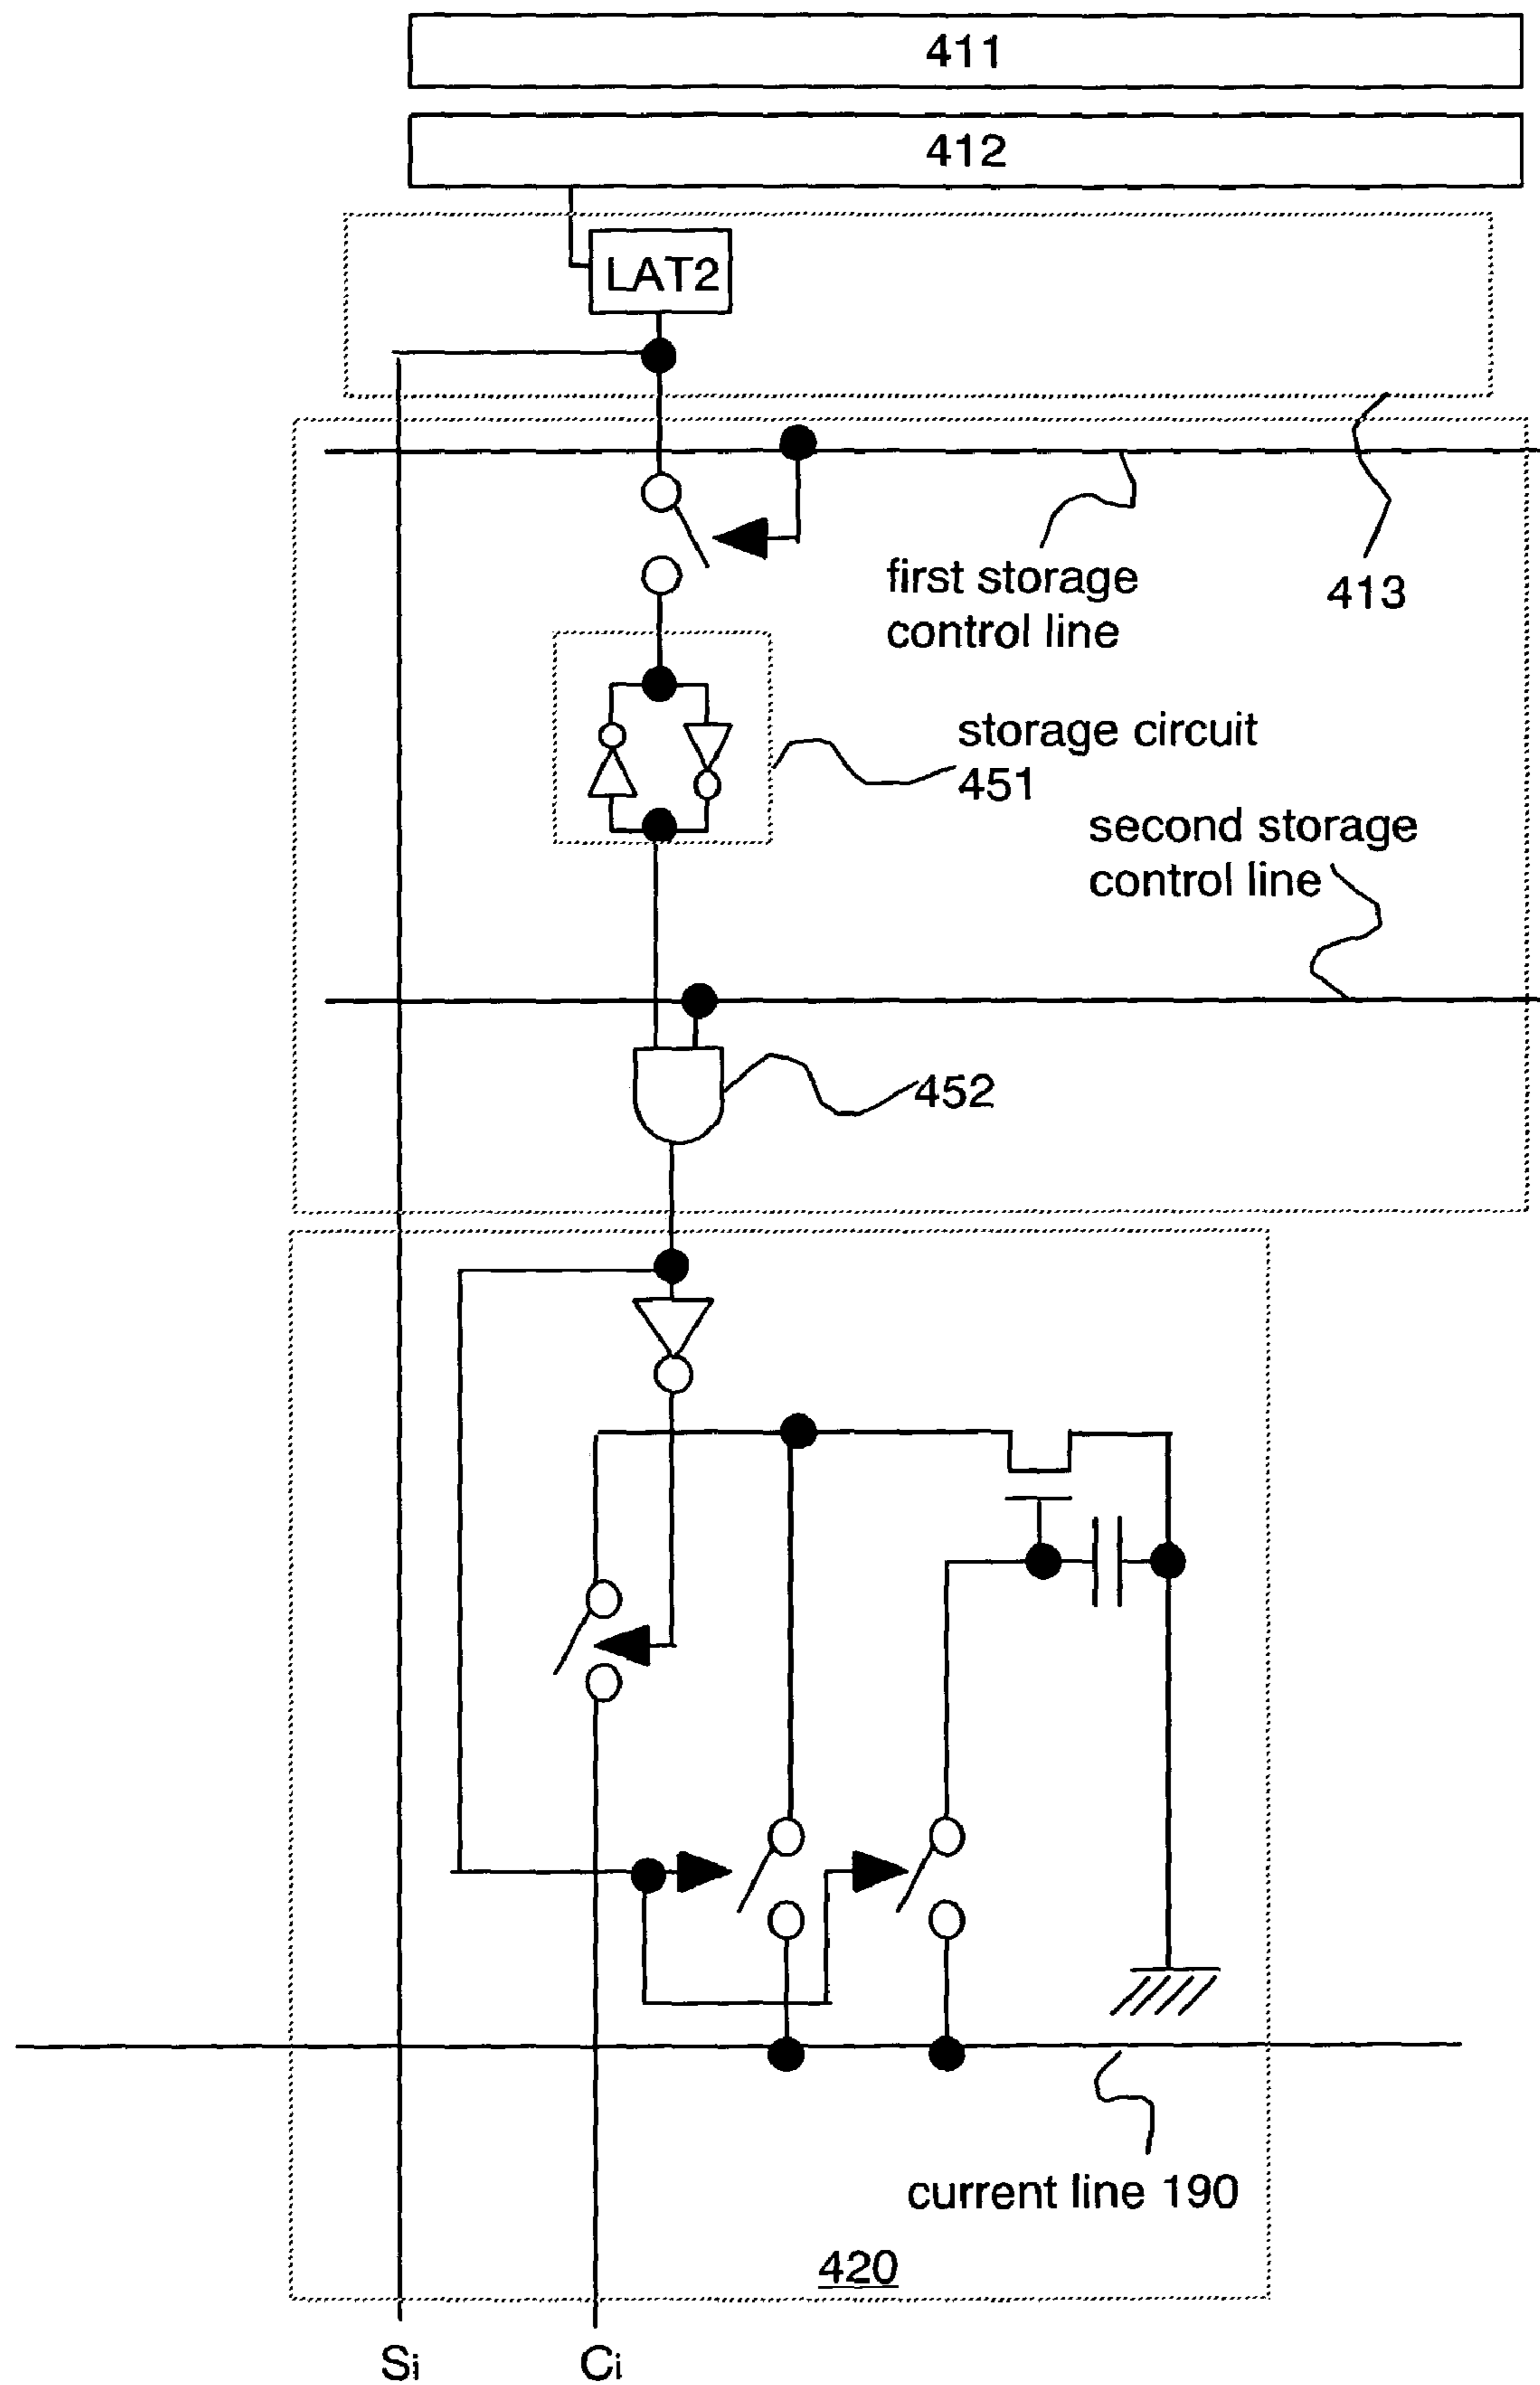 411
412
LAT2
first storage
control line
413
storage circuit
451
second storage
control line
452
current line 190
420
Si
Ci